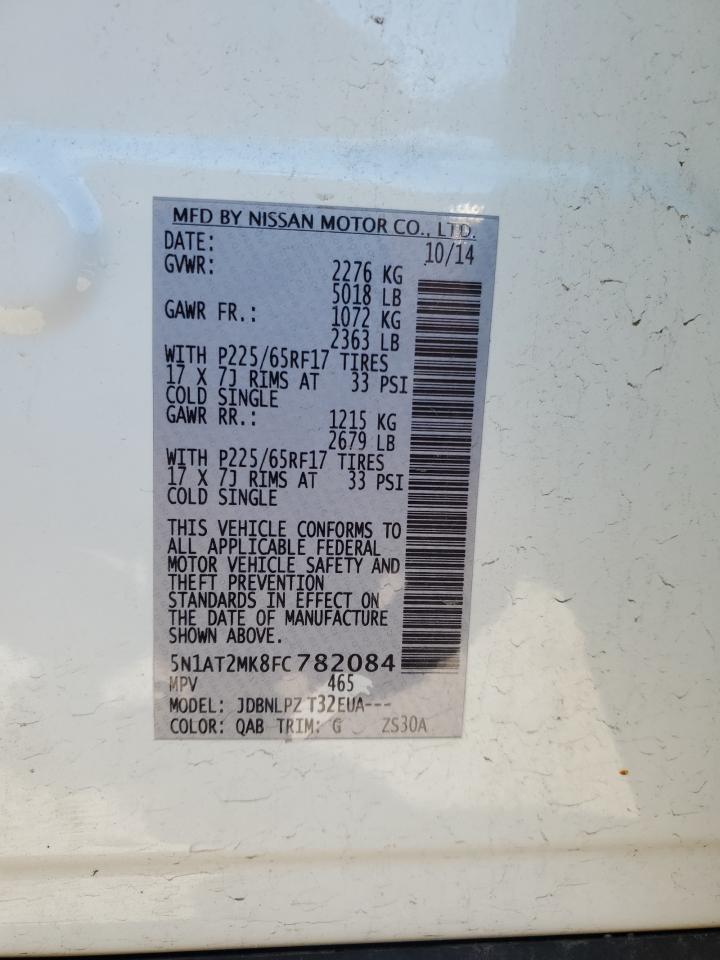 MFD BY NISSAN MOTOR CO., LTD.
DATE: 10/14
GVWR: 2276 KG
5018 LB
GAWR FR.: 1072 KG
2363 LB
WITH P225/65RF17 TIRES
17 X 7J RIMS AT 33 PSI
COLD SINGLE
GAWR RR.: 1215 KG
2679 LB
WITH P225/65RF17 TIRES
17 X 7J RIMS AT 33 PSI
COLD SINGLE
THIS VEHICLE CONFORMS TO
ALL APPLICABLE FEDERAL
MOTOR VEHICLE SAFETY AND
THEFT PREVENTION
STANDARDS IN EFFECT ON
THE DATE OF MANUFACTURE
SHOWN ABOVE.
5N1AT2MK8FC782084
MPV 465
MODEL: JDBNLPZ T32EUA---
COLOR: QAB TRIM: G ZS30A